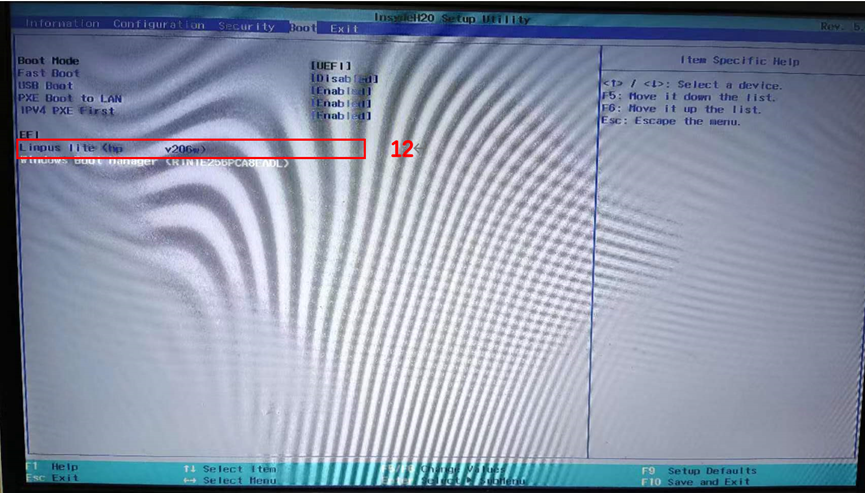 InsydeH20 Setup Utility
Rev. 5.
Information Configuration Security Boot Exit
Boot Mode [UEFI]
Fast Boot [Disabled]
USB Boot [Enabled]
PXE Boot to LAN [Enabled]
IPV4 PXE First [Enabled]
EFI
Linpus lite (hp v206w)
12
Windows Boot Manager
Item Specific Help
<↑> / <↓>: Select a device.
F5: Move it down the list.
F6: Move it up the list.
Esc: Escape the menu.
F1 Help ↑↓ Select Item F5/F6 Change Values F9 Setup Defaults
Esc Exit ↔ Select Menu Enter Select ▶ SubMenu F10 Save and Exit